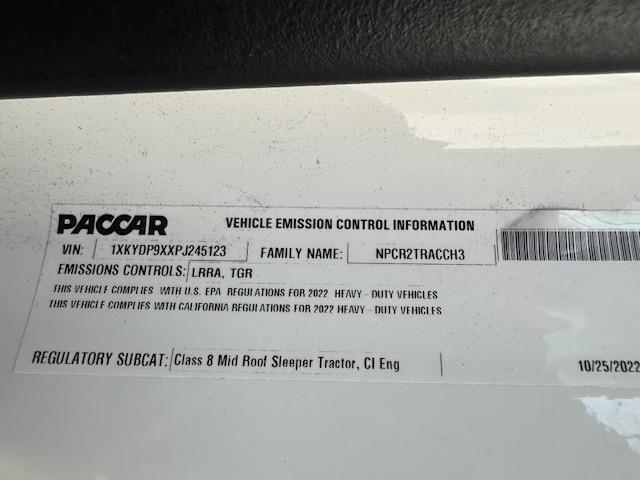 PACCAR VEHICLE EMISSION CONTROL INFORMATION
VIN: 1XKYDP9XXPJ245123 FAMILY NAME: NPCR2TRACCH3
EMISSIONS CONTROLS: LRRA, TGR
THIS VEHICLE COMPLIES WITH U.S. EPA REGULATIONS FOR 2022 HEAVY - DUTY VEHICLES
THIS VEHICLE COMPLIES WITH CALIFORNIA REGULATIONS FOR 2022 HEAVY - DUTY VEHICLES
REGULATORY SUBCAT: Class 8 Mid Roof Sleeper Tractor, CI Eng 10/25/2022